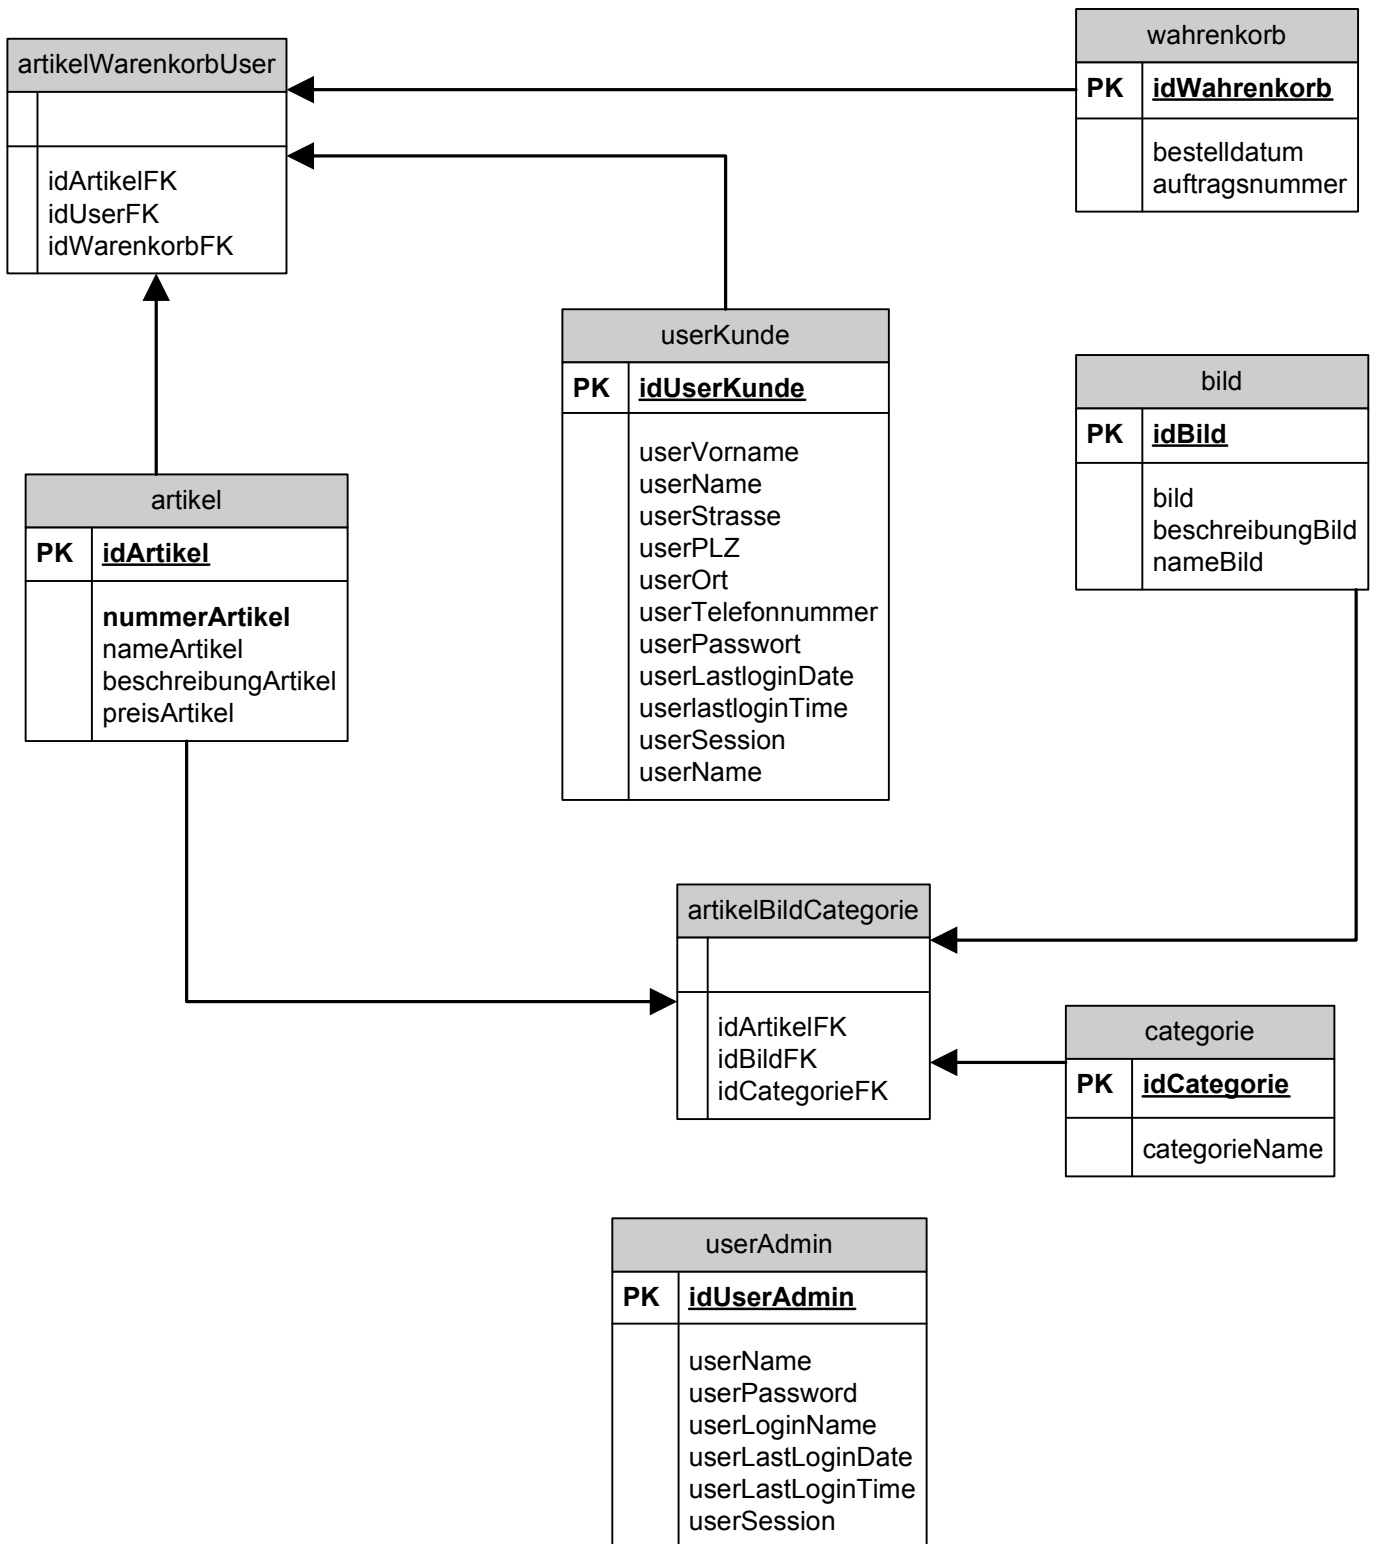 artikelWarenkorbUser
idArtikelFK
idUserFK
idWarenkorbFK
wahrenkorb
PK idWahrenkorb
bestelldatum
auftragsnummer
userKunde
PK idUserKunde
userVorname
userName
userStrasse
userPLZ
userOrt
userTelefonnummer
userPasswort
userLastloginDate
userlastloginTime
userSession
userName
bild
PK idBild
bild
beschreibungBild
nameBild
artikel
PK idArtikel
nummerArtikel
nameArtikel
beschreibungArtikel
preisArtikel
artikelBildCategorie
idArtikelFK
idBildFK
idCategorieFK
categorie
PK idCategorie
categorieName
userAdmin
PK idUserAdmin
userName
userPassword
userLoginName
userLastLoginDate
userLastLoginTime
userSession